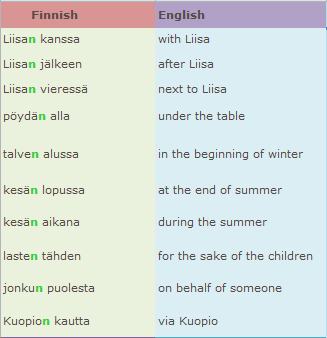 Finnish English
Liisan kanssa with Liisa
Liisan jälkeen after Liisa
Liisan vieressä next to Liisa
pöydän alla under the table
talven alussa in the beginning of winter
kesän lopussa at the end of summer
kesän aikana during the summer
lasten tähden for the sake of the children
jonkun puolesta on behalf of someone
Kuopion kautta via Kuopio